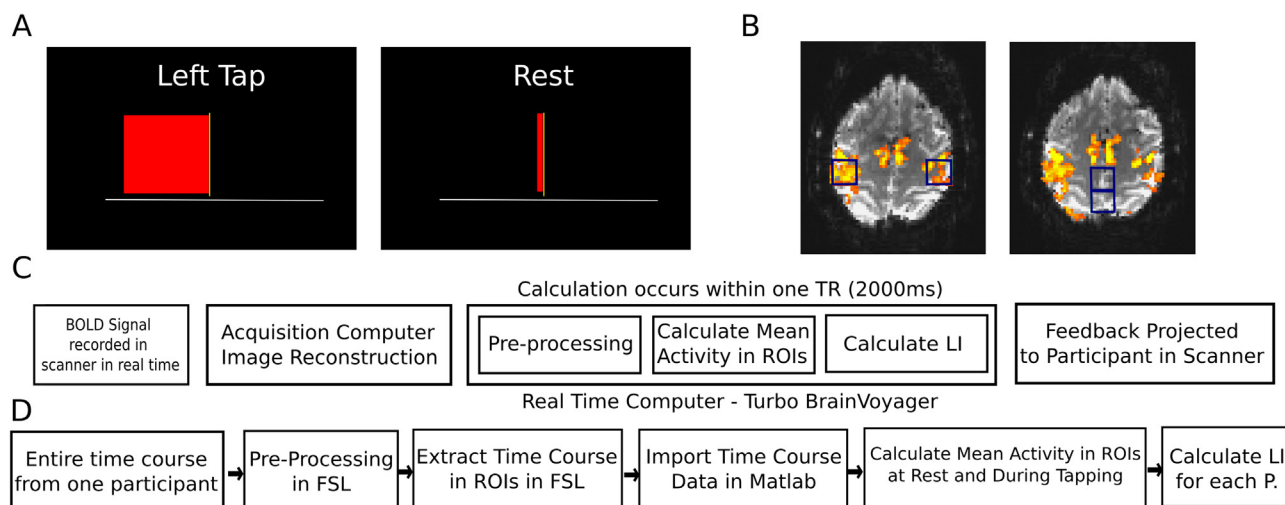 A
B
Left Tap
Rest
C
Calculation occurs within one TR (2000ms)
BOLD Signal
recorded in
scanner in real time
Acquisition Computer
Image Reconstruction
Pre-processing
Calculate Mean
Activity in ROIs
Calculate LI
Feedback Projected
to Participant in Scanner
Real Time Computer - Turbo BrainVoyager
D
Entire time course
from one participant
Pre-Processing
in FSL
Extract Time Course
in ROIs in FSL
Import Time Course
Data in Matlab
Calculate Mean Activity in ROIs
at Rest and During Tapping
Calculate LI
for each P.